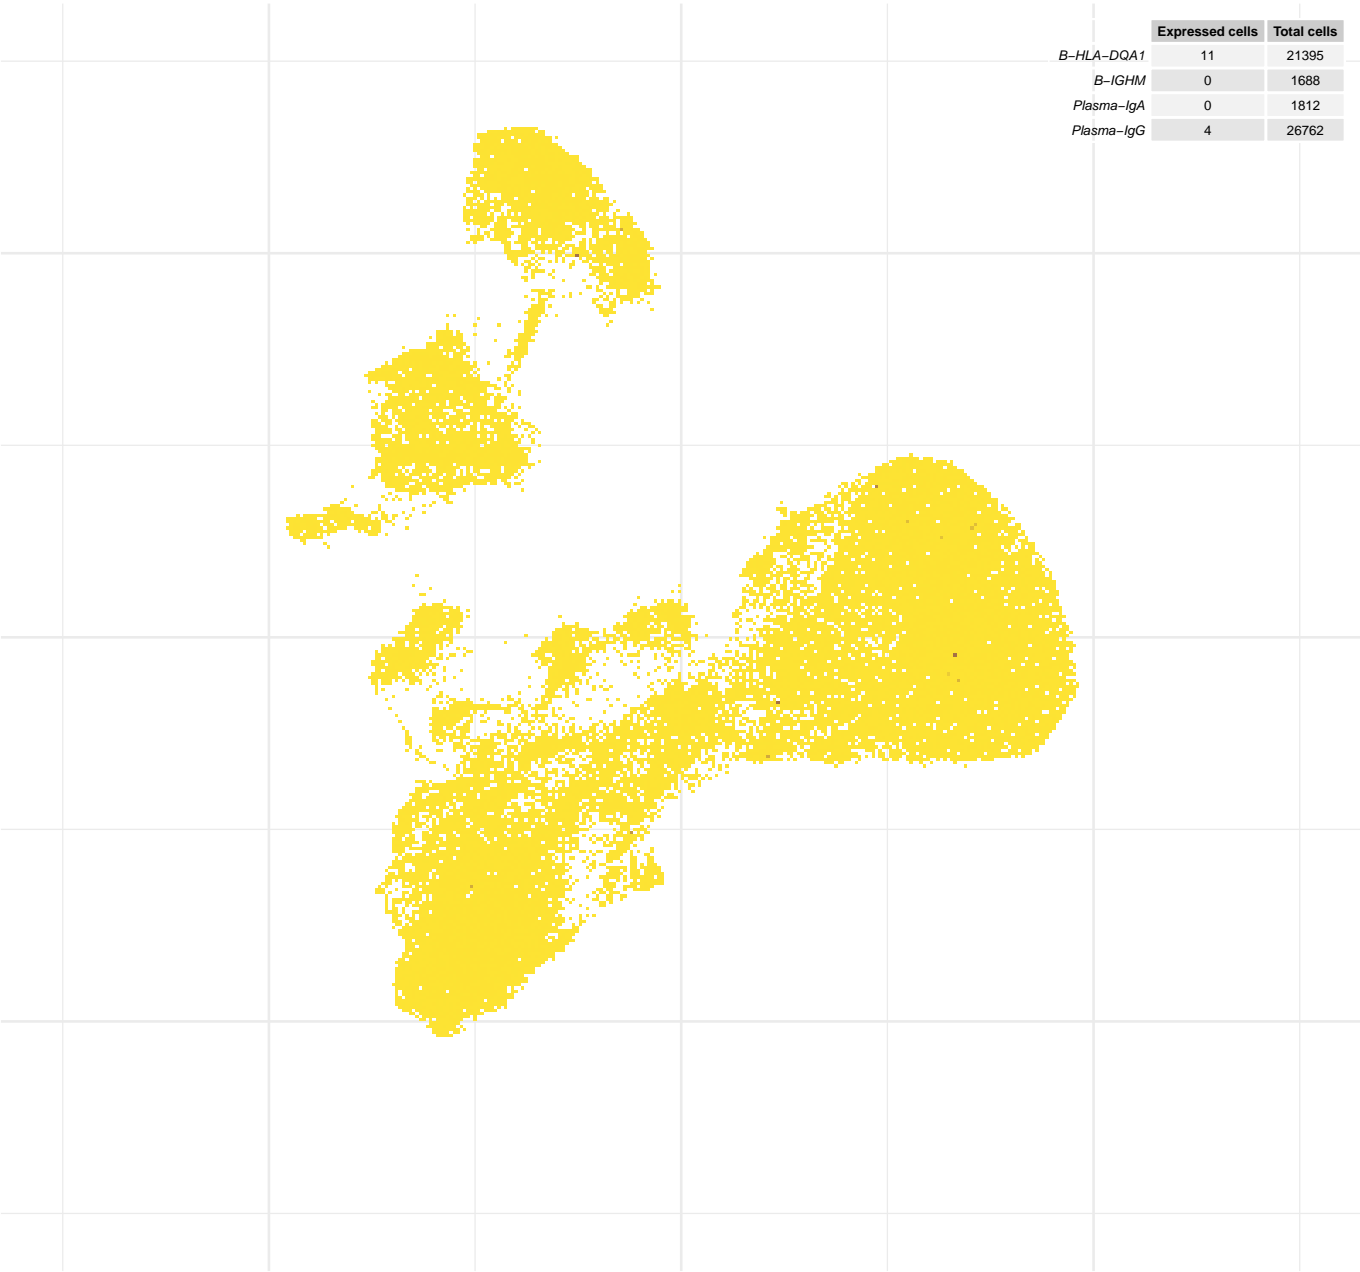 Expressed cells Total cells
B−HLA−DQA1 11 21395
B−IGHM 0 1688
Plasma−IgA 0 1812
Plasma−IgG 4 26762